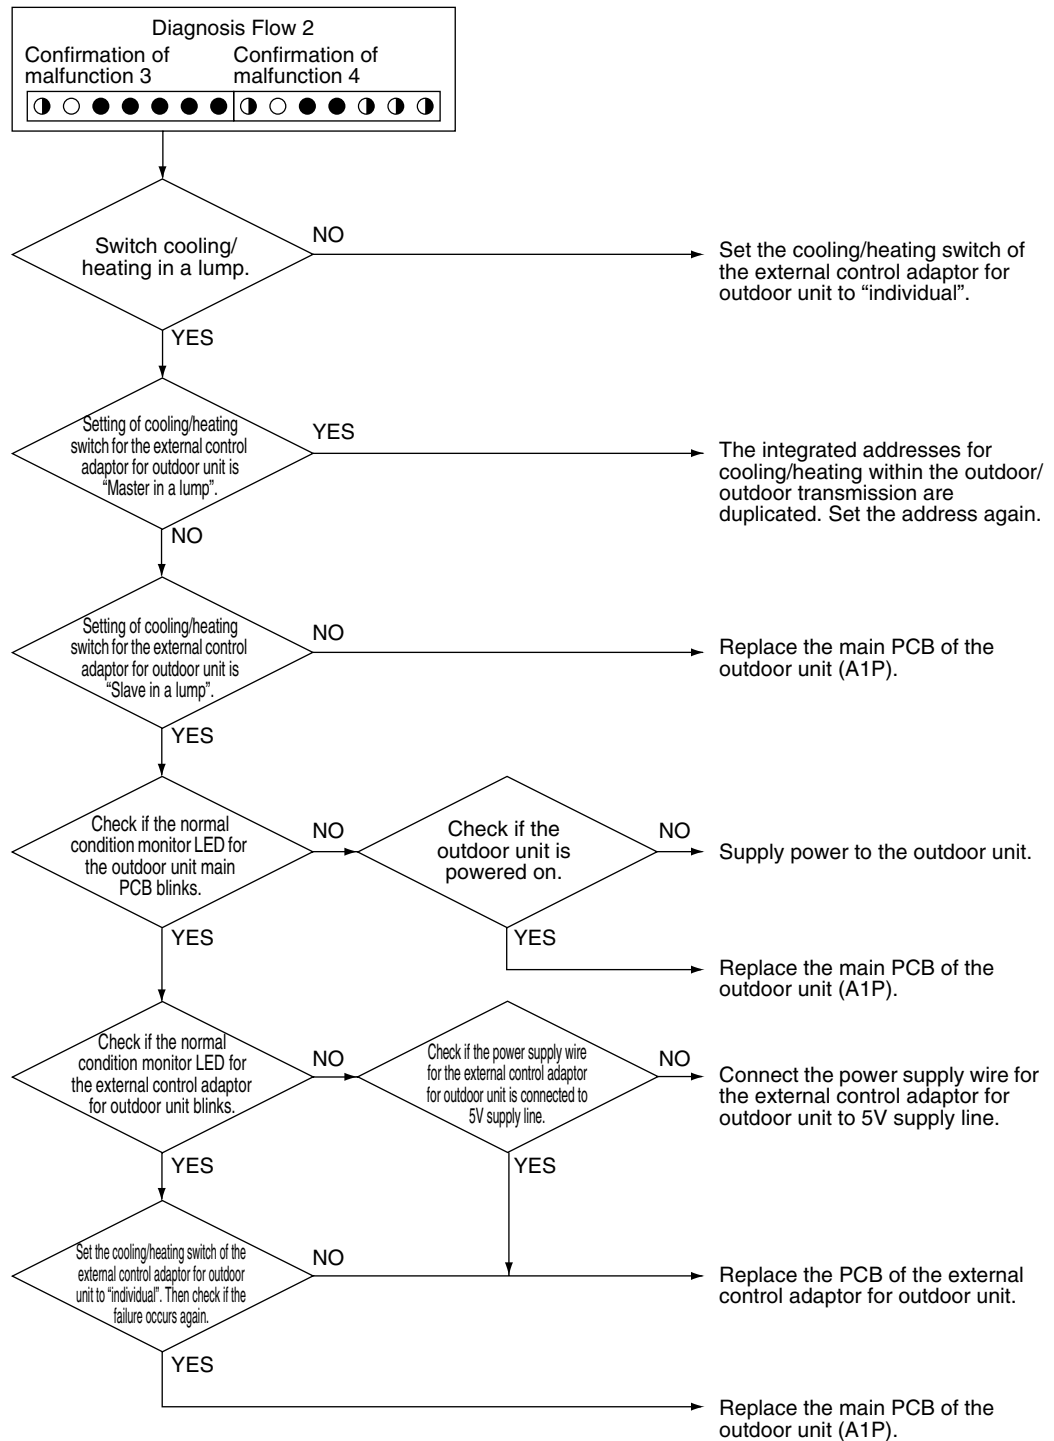 Diagnosis Flow 2
Confirmation of
malfunction 3
Confirmation of
malfunction 4
Switch cooling/
heating in a lump.
NO
Set the cooling/heating switch of
the external control adaptor for
outdoor unit to “individual”.
YES
Setting of cooling/heating
switch for the external control
adaptor for outdoor unit is
“Master in a lump”.
YES
The integrated addresses for
cooling/heating within the outdoor/
outdoor transmission are
duplicated. Set the address again.
NO
Setting of cooling/heating
switch for the external control
adaptor for outdoor unit is
“Slave in a lump”.
NO
Replace the main PCB of the
outdoor unit (A1P).
YES
Check if the normal
condition monitor LED for
the outdoor unit main
PCB blinks.
NO
Check if the
outdoor unit is
powered on.
NO
Supply power to the outdoor unit.
YES
YES
Replace the main PCB of the
outdoor unit (A1P).
Check if the normal
condition monitor LED for
the external control adaptor
for outdoor unit blinks.
NO
Check if the power supply wire
for the external control adaptor
for outdoor unit is connected to
5V supply line.
NO
Connect the power supply wire for
the external control adaptor for
outdoor unit to 5V supply line.
YES
YES
Set the cooling/heating switch of the
external control adaptor for outdoor
unit to “individual”. Then check if the
failure occurs again.
NO
Replace the PCB of the external
control adaptor for outdoor unit.
YES
Replace the main PCB of the
outdoor unit (A1P).